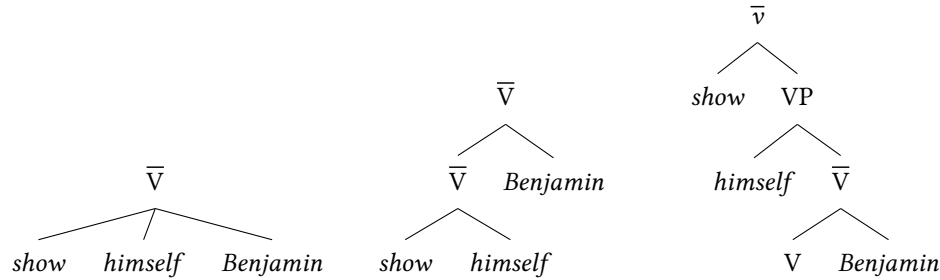 v̅
V̅ show VP
V̅ V̅ Benjamin himself V̅
show himself Benjamin show himself V Benjamin